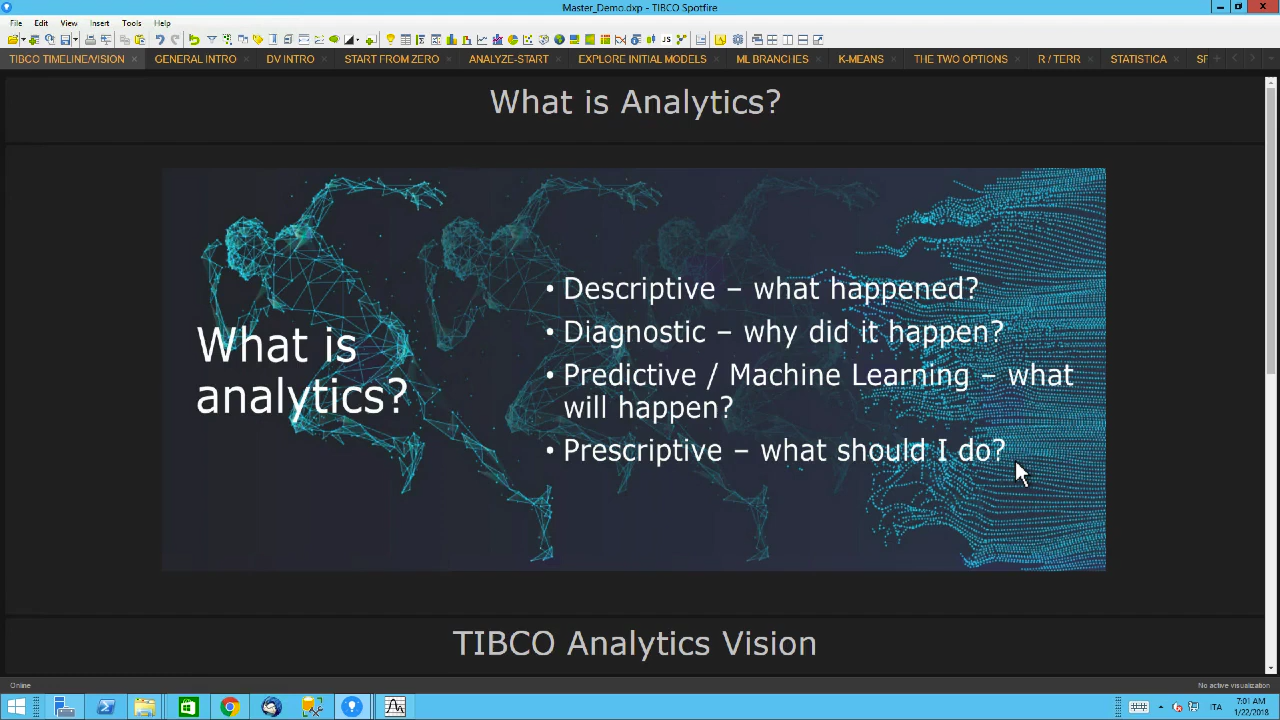 Master_Demo.dxp - TIBCO Spotfire
File Edit View Insert Tools Help
JS
TIBCO TIMELINE/VISION GENERAL INTRO DV INTRO START FROM ZERO ANALYZE-START EXPLORE INITIAL MODELS ML BRANCHES K-MEANS THE TWO OPTIONS R / TERR STATISTICA
What is Analytics?
What is
analytics?
• Descriptive – what happened?
• Diagnostic – why did it happen?
• Predictive / Machine Learning – what
will happen?
• Prescriptive – what should I do?
TIBCO Analytics Vision
Online
No active visualization
ITA
7:01 AM
1/22/2018